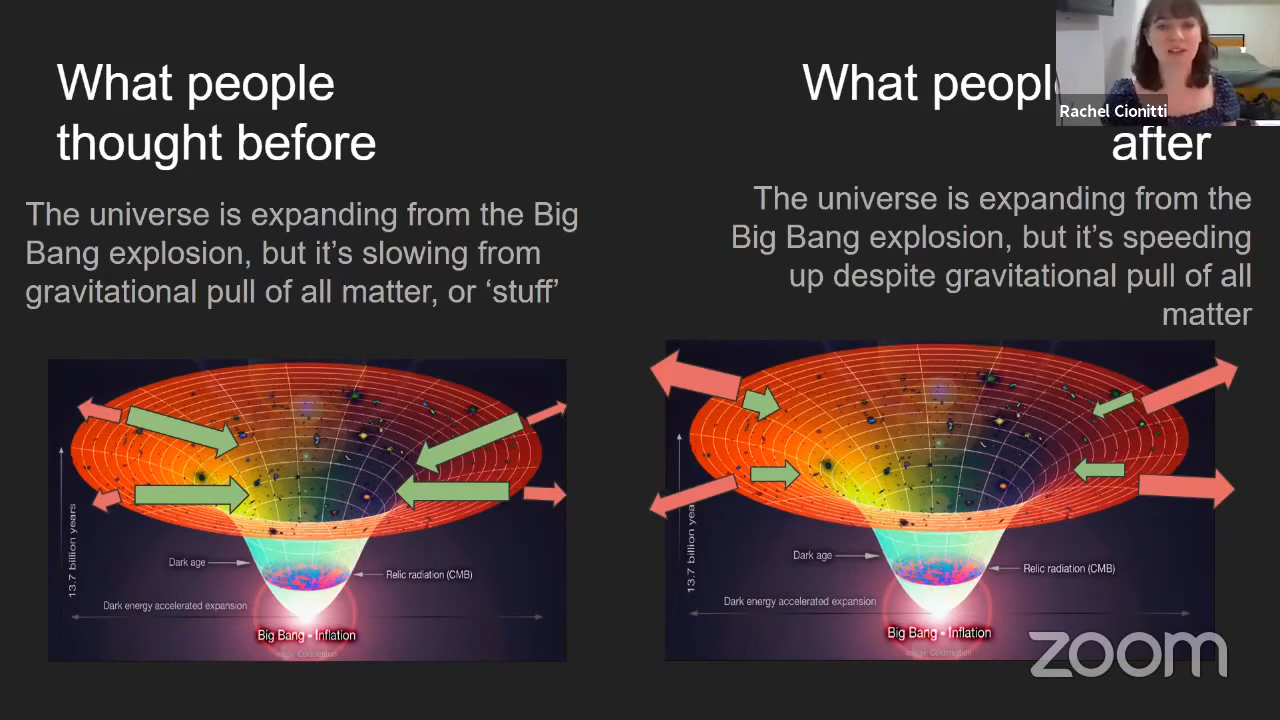 What people
thought before
What peopl
after
Rachel Cionitti
The universe is expanding from the Big
Bang explosion, but it’s slowing from
gravitational pull of all matter, or ‘stuff’
The universe is expanding from the
Big Bang explosion, but it’s speeding
up despite gravitational pull of all
matter
13.7 billion years
Dark age
Relic radiation (CMB)
Dark energy accelerated expansion
Big Bang - Inflation
13.7 billion yea
Dark age
Relic radiation (CMB)
Dark energy accelerated expansion
Big Bang - Inflation
zoom